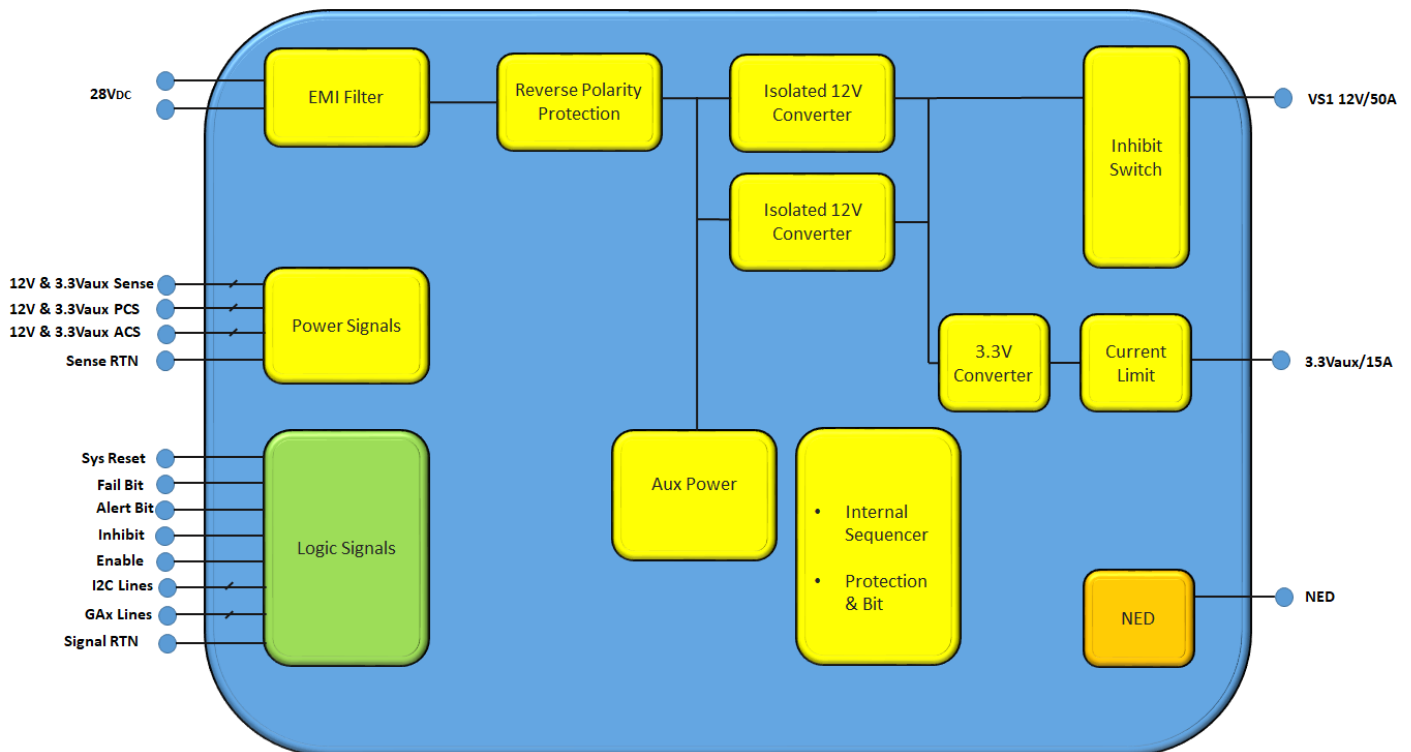 28VDC
EMI Filter
Reverse Polarity
Protection
Isolated 12V
Converter
Inhibit
Switch
VS1 12V/50A
Isolated 12V
Converter
12V & 3.3Vaux Sense
12V & 3.3Vaux PCS
12V & 3.3Vaux ACS
Sense RTN
Power Signals
3.3V
Converter
Current
Limit
3.3Vaux/15A
Sys Reset
Fail Bit
Alert Bit
Inhibit
Enable
I2C Lines
GAx Lines
Signal RTN
Logic Signals
Aux Power
• Internal
Sequencer
• Protection
& Bit
NED
NED